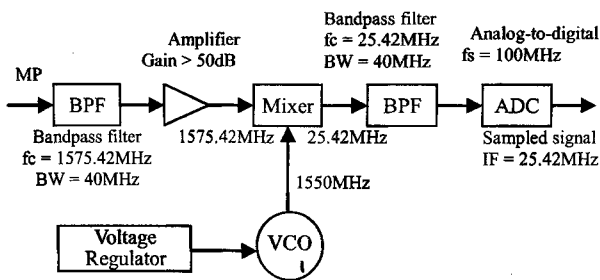 MP
BPF
Bandpass filter
fc = 1575.42MHz
BW = 40MHz
Amplifier
Gain > 50dB
1575.42MHz
Mixer
25.42MHz
1550MHz
Bandpass filter
fc = 25.42MHz
BW = 40MHz
BPF
Analog-to-digital
fs = 100MHz
ADC
Sampled signal
IF = 25.42MHz
Voltage
Regulator
VCO